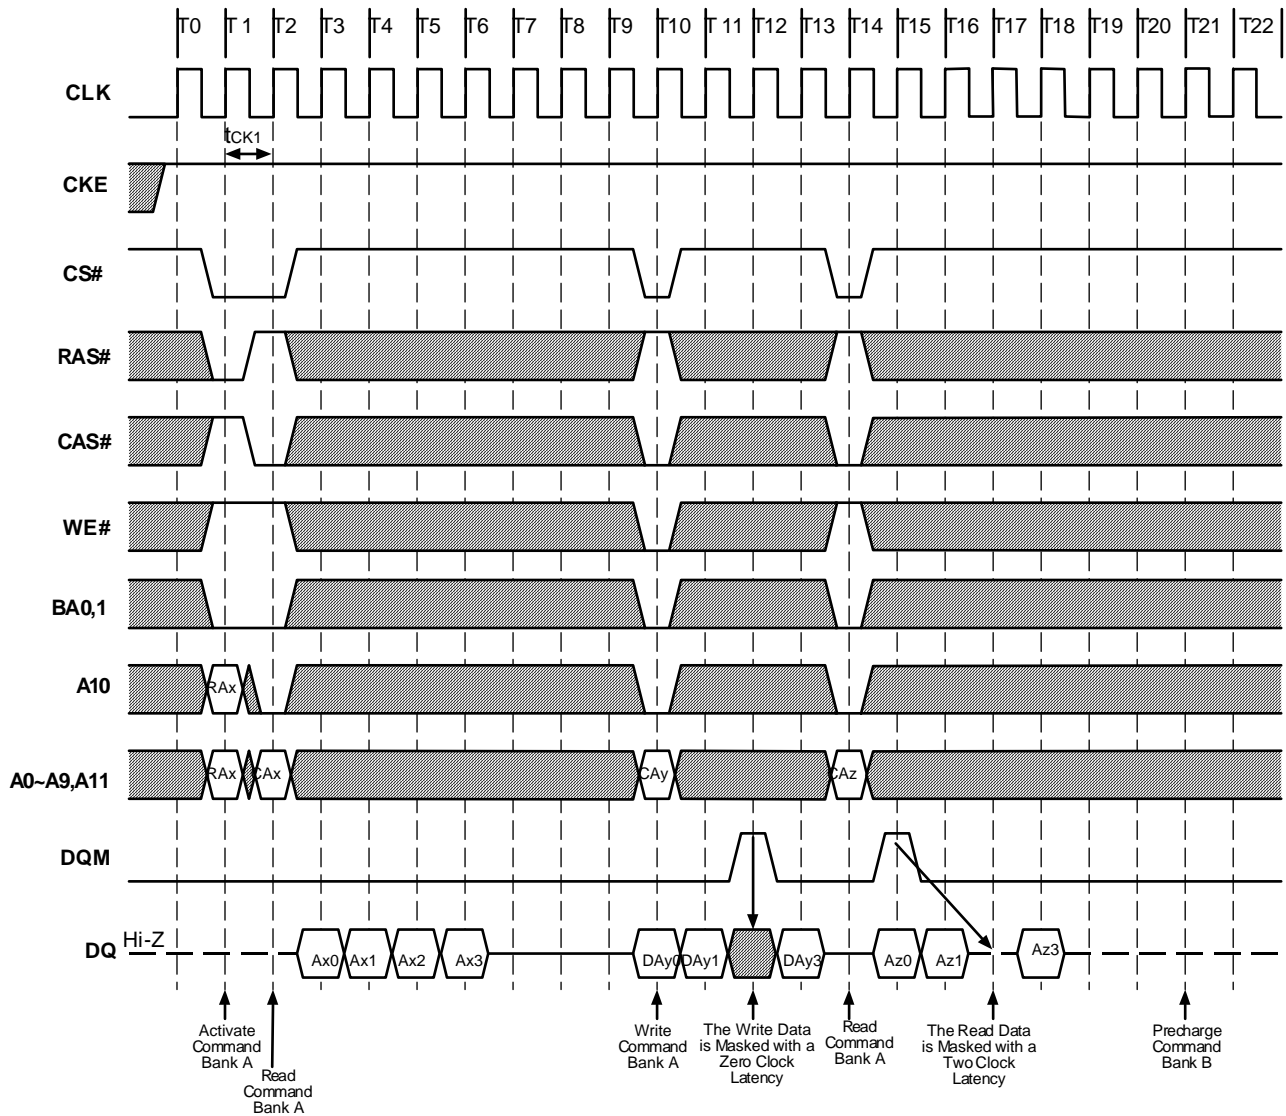 T0 T 1 T2 T3 T4 T5 T6 T7 T8 T9 T10 T 11 T12 T13 T14 T15 T16 T17 T18 T19 T20 T21 T22
CLK
tCK1
CKE
CS#
RAS#
CAS#
WE#
BA0,1
A10
RAx
A0~A9,A11
RAx CAx CAy CAz
DQM
DQ
Hi-Z
Ax0 Ax1 Ax2 Ax3 DAy0 DAy1 DAy3 Az0 Az1 Az3
Activate
Command
Bank A
Read
Command
Bank A
Write
Command
Bank A
The Write Data
is Masked with a
Zero Clock
Latency
Read
Command
Bank A
The Read Data
is Masked with a
Two Clock
Latency
Precharge
Command
Bank B